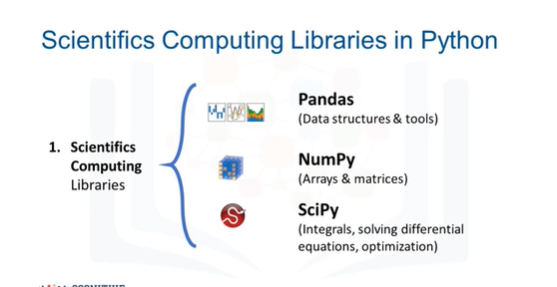 Scientifics Computing Libraries in Python
1. Scientifics
Computing
Libraries
Pandas
(Data structures & tools)
NumPy
(Arrays & matrices)
SciPy
(Integrals, solving differential
equations, optimization)